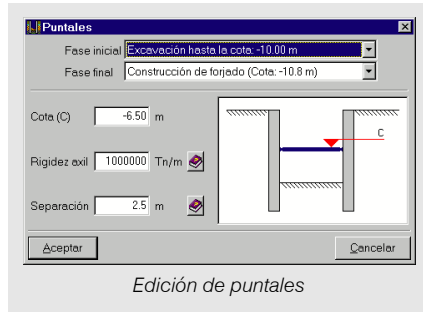 Puntales
Fase inicial Excavación hasta la cota: -10.00 m
Fase final Construcción de forjado (Cota: -10.8 m)
Cota (C) -6.50 m
C
Rigidez axil 1000000 Tn/m
Separación 2.5 m
Aceptar Cancelar
Edición de puntales